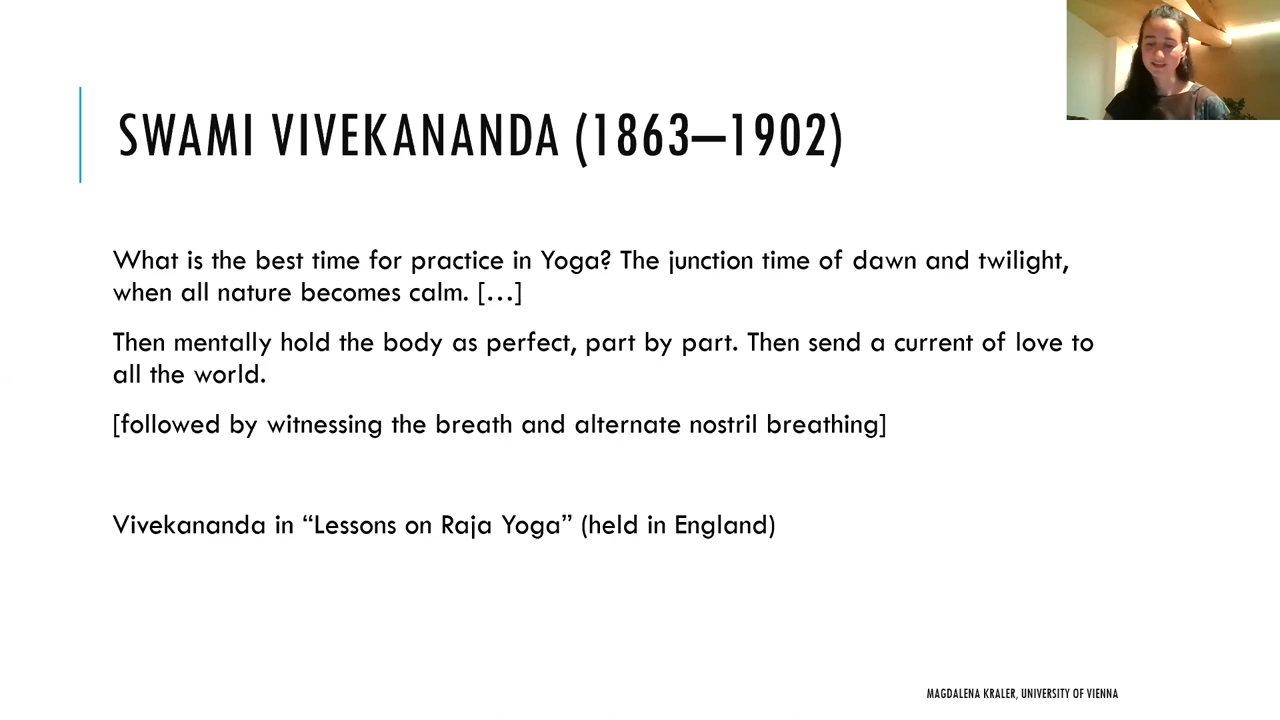 SWAMI VIVEKANANDA (1863–1902)
What is the best time for practice in Yoga? The junction time of dawn and twilight,
when all nature becomes calm. […]
Then mentally hold the body as perfect, part by part. Then send a current of love to
all the world.
[followed by witnessing the breath and alternate nostril breathing]
Vivekananda in “Lessons on Raja Yoga” (held in England)
MAGDALENA KRALER, UNIVERSITY OF VIENNA